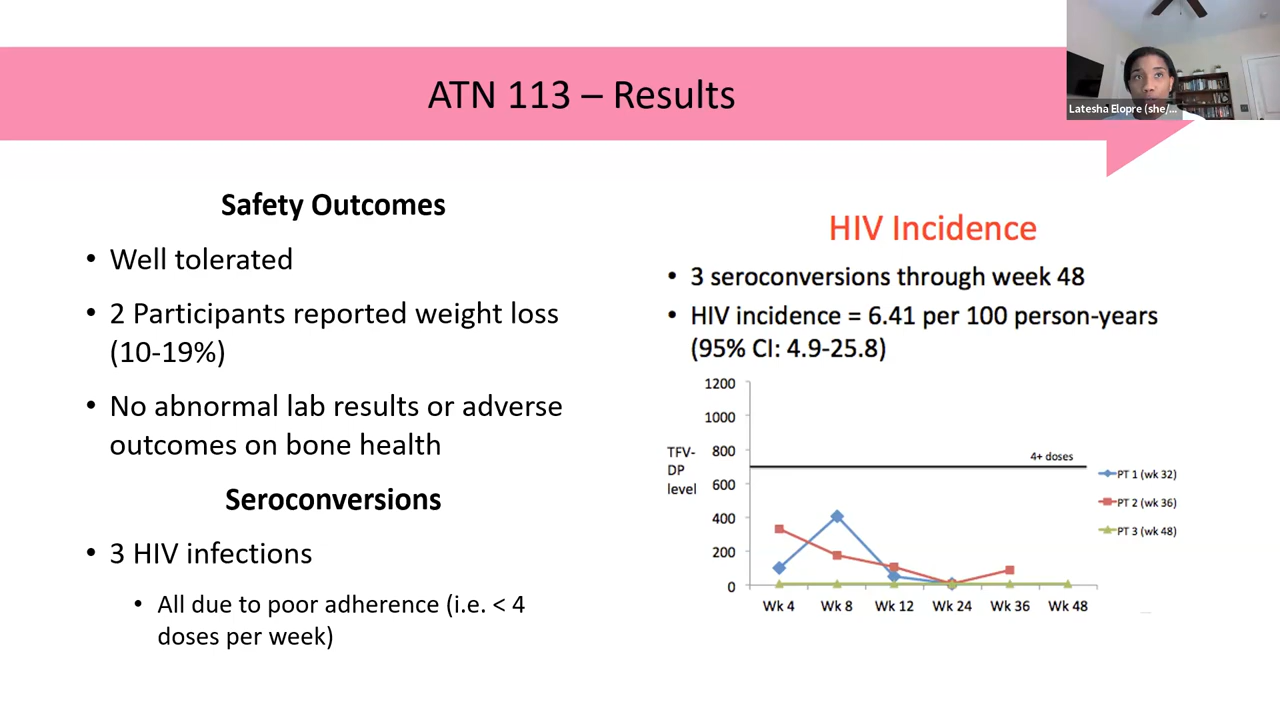 ATN 113 – Results
Latesha Elopre (she/...
Safety Outcomes
• Well tolerated
• 2 Participants reported weight loss
(10-19%)
• No abnormal lab results or adverse
outcomes on bone health
Seroconversions
• 3 HIV infections
• All due to poor adherence (i.e. < 4
doses per week)
HIV Incidence
• 3 seroconversions through week 48
• HIV incidence = 6.41 per 100 person-years
(95% CI: 4.9-25.8)
TFV-
DP
level
1200
1000
800
600
400
200
0
4+ doses
Wk 4 Wk 8 Wk 12 Wk 24 Wk 36 Wk 48
PT 1 (wk 32)
PT 2 (wk 36)
PT 3 (wk 48)